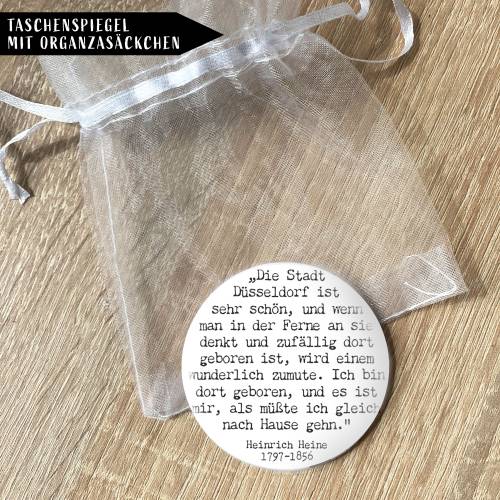 TASCHENSPIEGEL
MIT ORGANZASÄCKCHEN
„Die Stadt
Düsseldorf ist
sehr schön, und wenn
man in der Ferne an sie
denkt und zufällig dort
geboren ist, wird einem
wunderlich zumute. Ich bin
dort geboren, und es ist
mir, als müßte ich gleich
nach Hause gehn."
Heinrich Heine
1797-1856